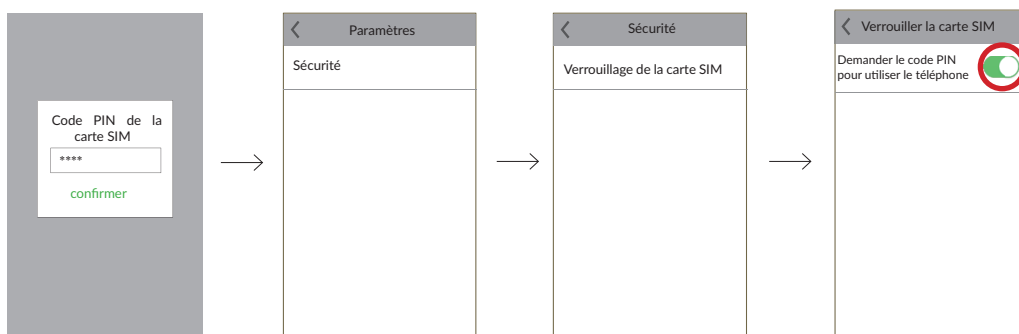 Code PIN de la
carte SIM
****
confirmer
Paramètres
Sécurité
Sécurité
Verrouillage de la carte SIM
Verrouiller la carte SIM
Demander le code PIN
pour utiliser le téléphone